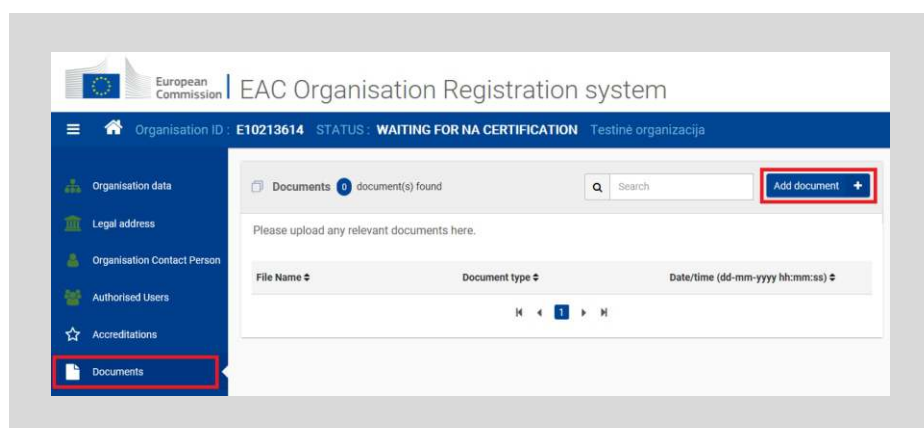 European
Commission
EAC Organisation Registration system
Organisation ID : E10213614 STATUS : WAITING FOR NA CERTIFICATION Testinė organizacija
Organisation data
Legal address
Organisation Contact Person
Authorised Users
Accreditations
Documents
Documents 0 document(s) found
Search
Add document +
Please upload any relevant documents here.
File Name Document type Date/time (dd-mm-yyyy hh:mm:ss)
1